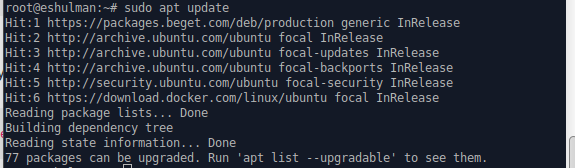 root@eshulman:~# sudo apt update
Hit:1 https://packages.beget.com/deb/production generic InRelease
Hit:2 http://archive.ubuntu.com/ubuntu focal InRelease
Hit:3 http://archive.ubuntu.com/ubuntu focal-updates InRelease
Hit:4 http://archive.ubuntu.com/ubuntu focal-backports InRelease
Hit:5 http://security.ubuntu.com/ubuntu focal-security InRelease
Hit:6 https://download.docker.com/linux/ubuntu focal InRelease
Reading package lists... Done
Building dependency tree
Reading state information... Done
77 packages can be upgraded. Run 'apt list --upgradable' to see them.